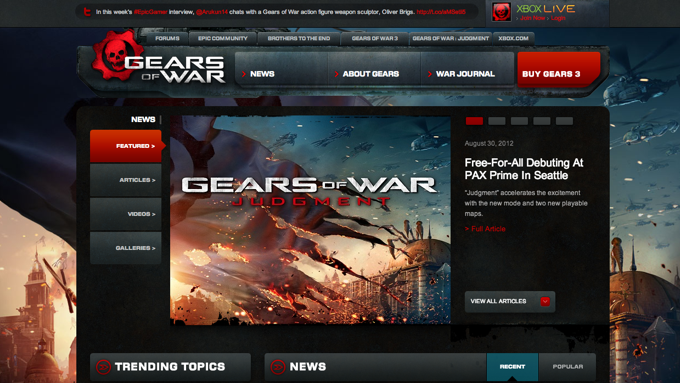 In this week's #EpicGamer interview, @Arakun14 chats with a Gears of War action figure weapon sculptor, Oliver Brigs.
XBOX LIVE
> Join Now > Login
FORUMS
EPIC COMMUNITY
BROTHERS TO THE END
GEARS OF WAR 3
GEARS OF WAR : JUDGMENT
XBOX.COM
GEARS
OF WAR
> NEWS
> ABOUT GEARS
> WAR JOURNAL
BUY GEARS 3
NEWS
FEATURED >
ARTICLES >
VIDEOS >
GALLERIES >
GEARS OF WAR
JUDGMENT
August 30, 2012
Free-For-All Debuting At
PAX Prime In Seattle
"Judgment" accelerates the excitement
with the new mode and two new playable
maps.
> Full Article
VIEW ALL ARTICLES
TRENDING TOPICS
NEWS
RECENT
POPULAR